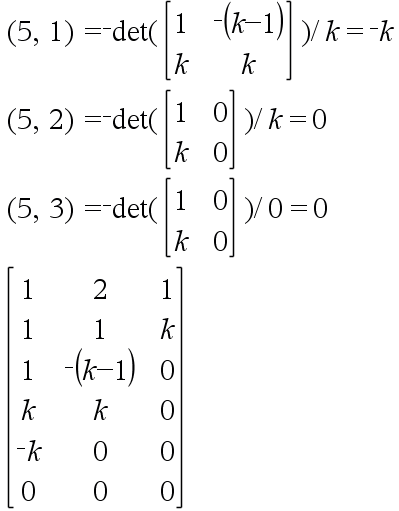 (5, 1) = -det([1 -(k-1)
k k])/k = -k
(5, 2) = -det([1 0
k 0])/k = 0
(5, 3) = -det([1 0
k 0])/0 = 0
1 2 1
1 1 k
1 -(k-1) 0
k k 0
-k 0 0
0 0 0